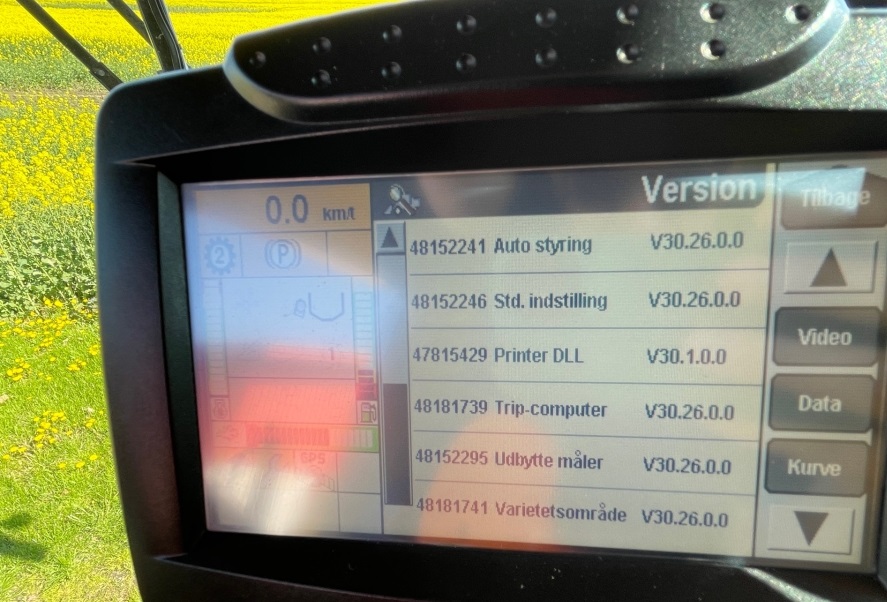 Version
Tilbage
0.0 km/t
2
P
48152241 Auto styring V30.26.0.0
48152246 Std. indstilling V30.26.0.0
47815429 Printer DLL V30.1.0.0
48181739 Trip-computer V30.26.0.0
48152295 Udbytte måler V30.26.0.0
48181741 Varietetsområde V30.26.0.0
GPS
Video
Data
Kurve